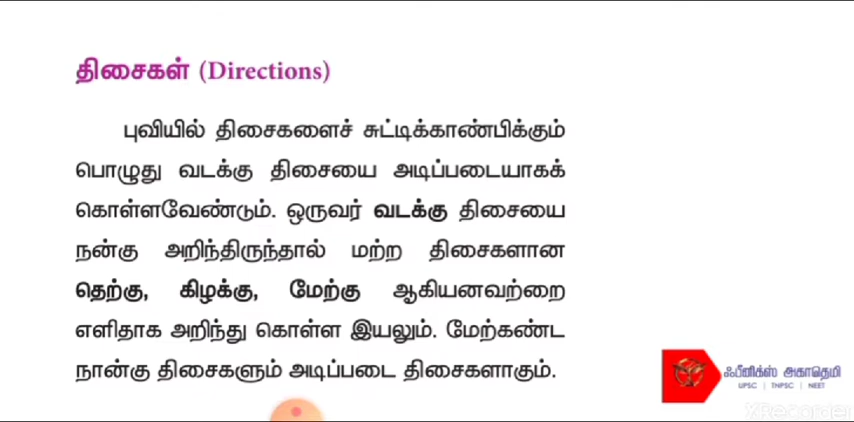 திசைகள் (Directions)
புவியில் திசைகளைச் சுட்டிக்காண்பிக்கும்
பொழுது வடக்கு திசையை அடிப்படையாகக்
கொள்ளவேண்டும். ஒருவர் வடக்கு திசையை
நன்கு அறிந்திருந்தால் மற்ற திசைகளான
தெற்கு, கிழக்கு, மேற்கு ஆகியனவற்றை
எளிதாக அறிந்து கொள்ள இயலும். மேற்கண்ட
நான்கு திசைகளும் அடிப்படை திசைகளாகும்.
ஃபீனிக்ஸ் அகாதெமி
UPSC | TNPSC | NEET
XRecorder